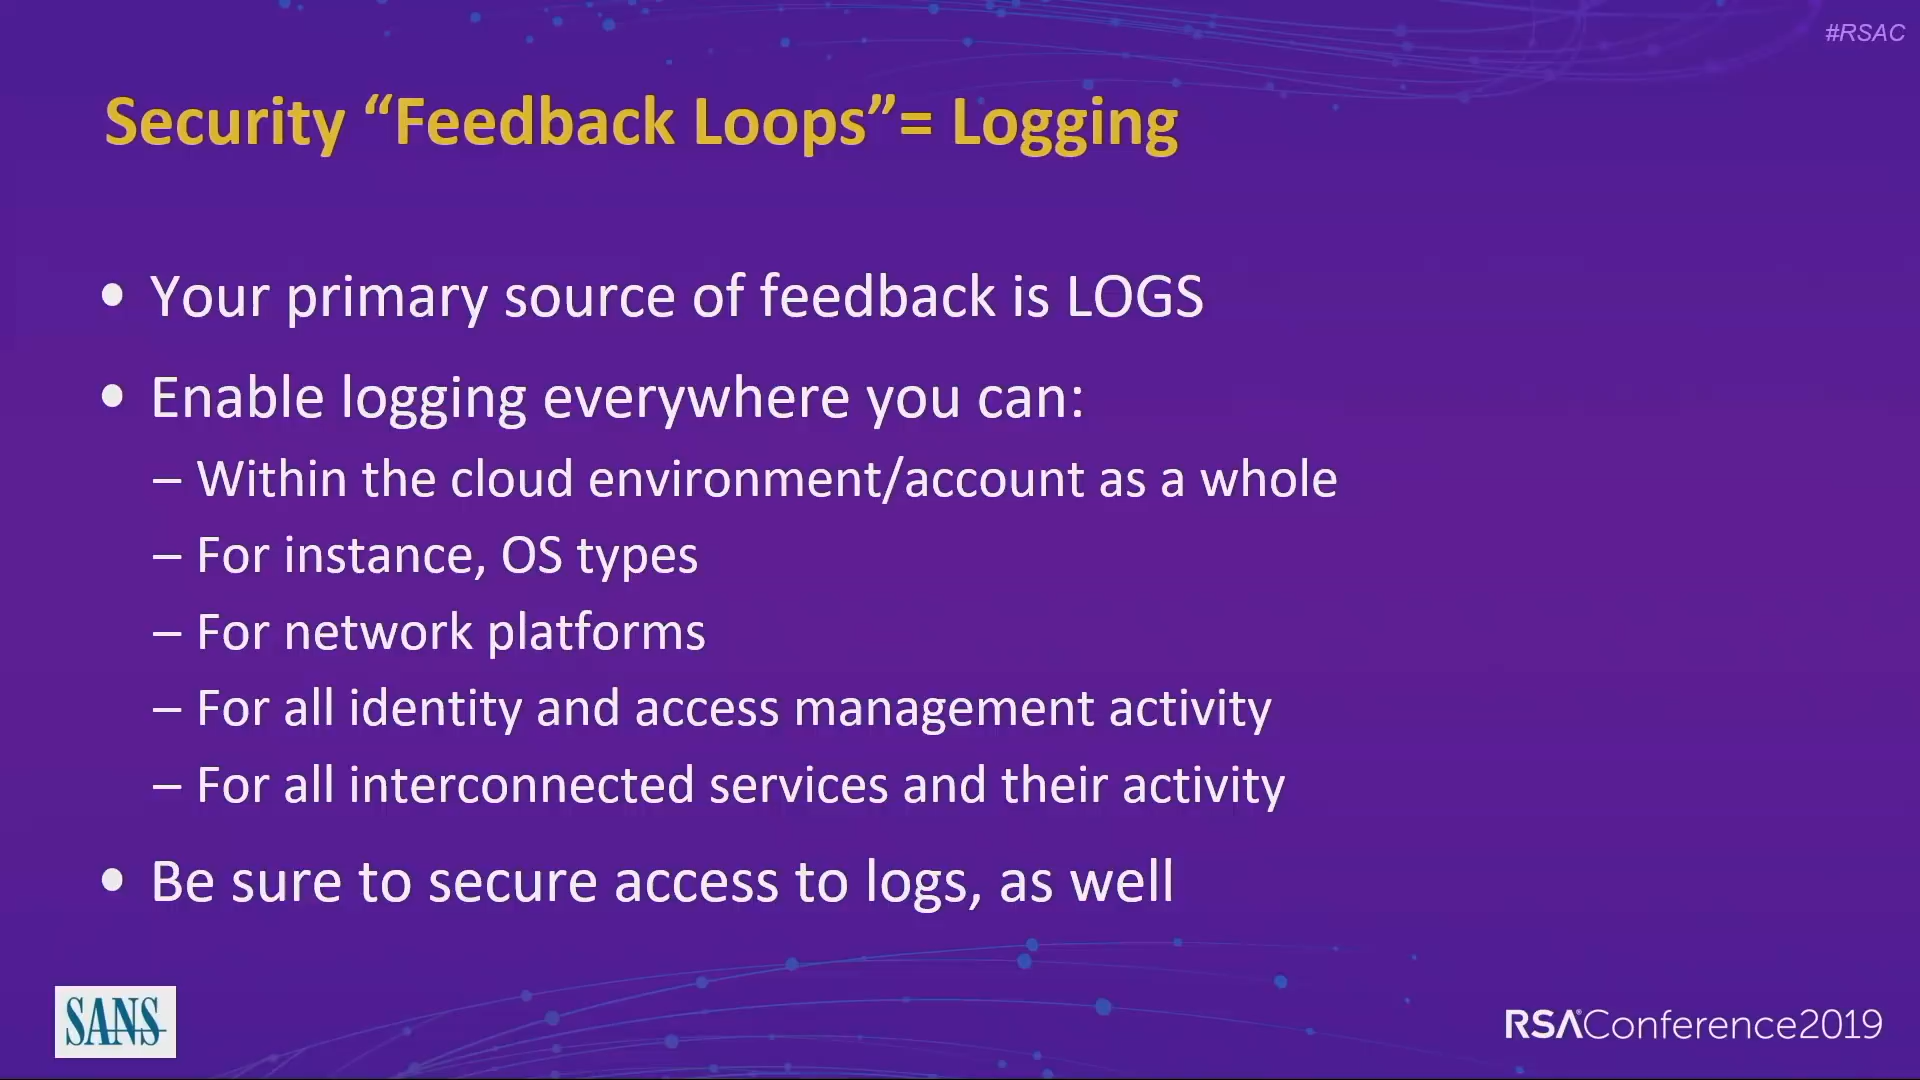 #RSAC
Security “Feedback Loops”= Logging
• Your primary source of feedback is LOGS
• Enable logging everywhere you can:
– Within the cloud environment/account as a whole
– For instance, OS types
– For network platforms
– For all identity and access management activity
– For all interconnected services and their activity
• Be sure to secure access to logs, as well
SANS
RSAConference2019